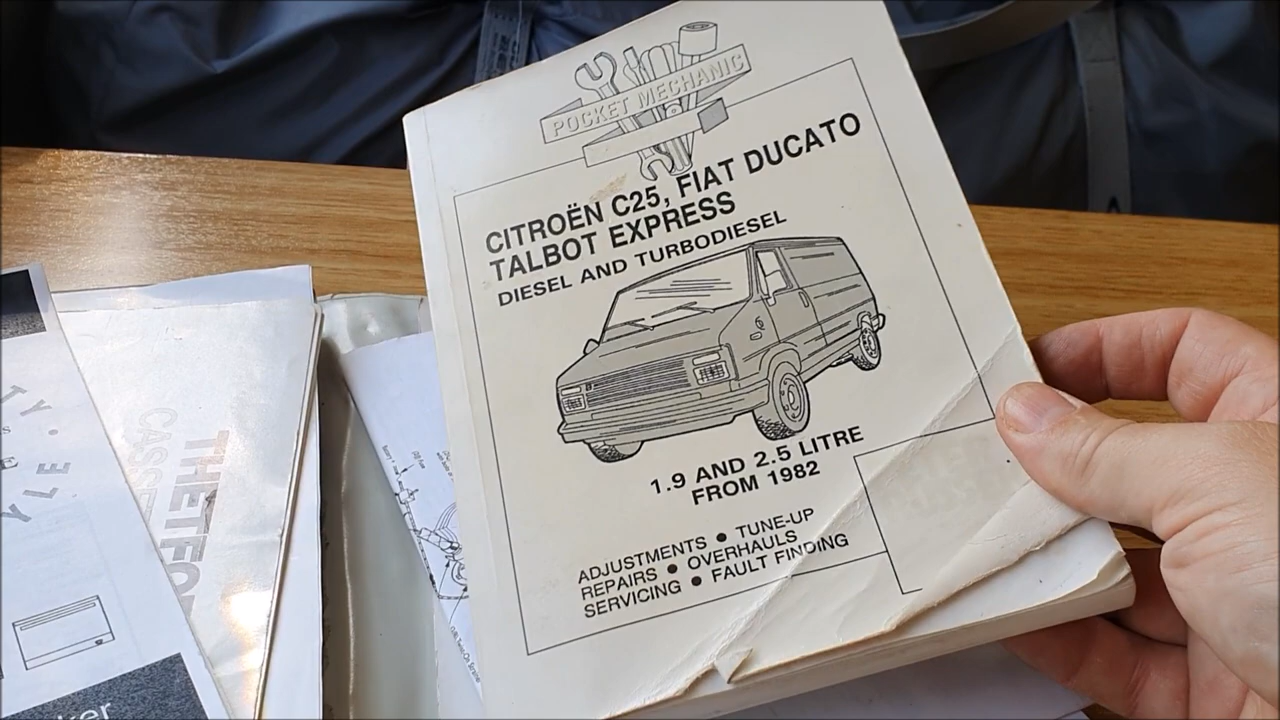 POCKET MECHANIC
CITROËN C25, FIAT DUCATO
TALBOT EXPRESS
DIESEL AND TURBODIESEL
1.9 AND 2.5 LITRE
FROM 1982
ADJUSTMENTS ● TUNE-UP
REPAIRS ● OVERHAULS
SERVICING ● FAULT FINDING